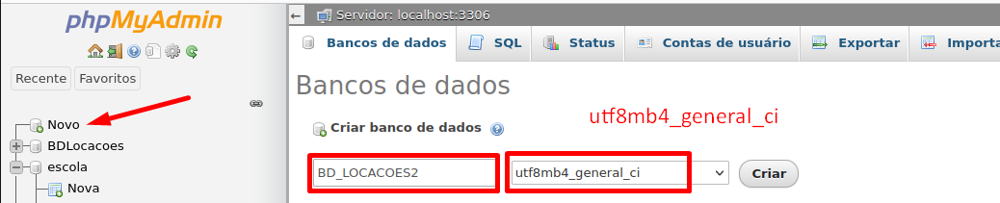 phpMyAdmin
Recente Favoritos
Novo
BDLocacoes
escola
Nova
Servidor: localhost:3306
Bancos de dados SQL Status Contas de usuário Exportar Importa
Bancos de dados
utf8mb4_general_ci
Criar banco de dados
BD_LOCACOES2 utf8mb4_general_ci Criar